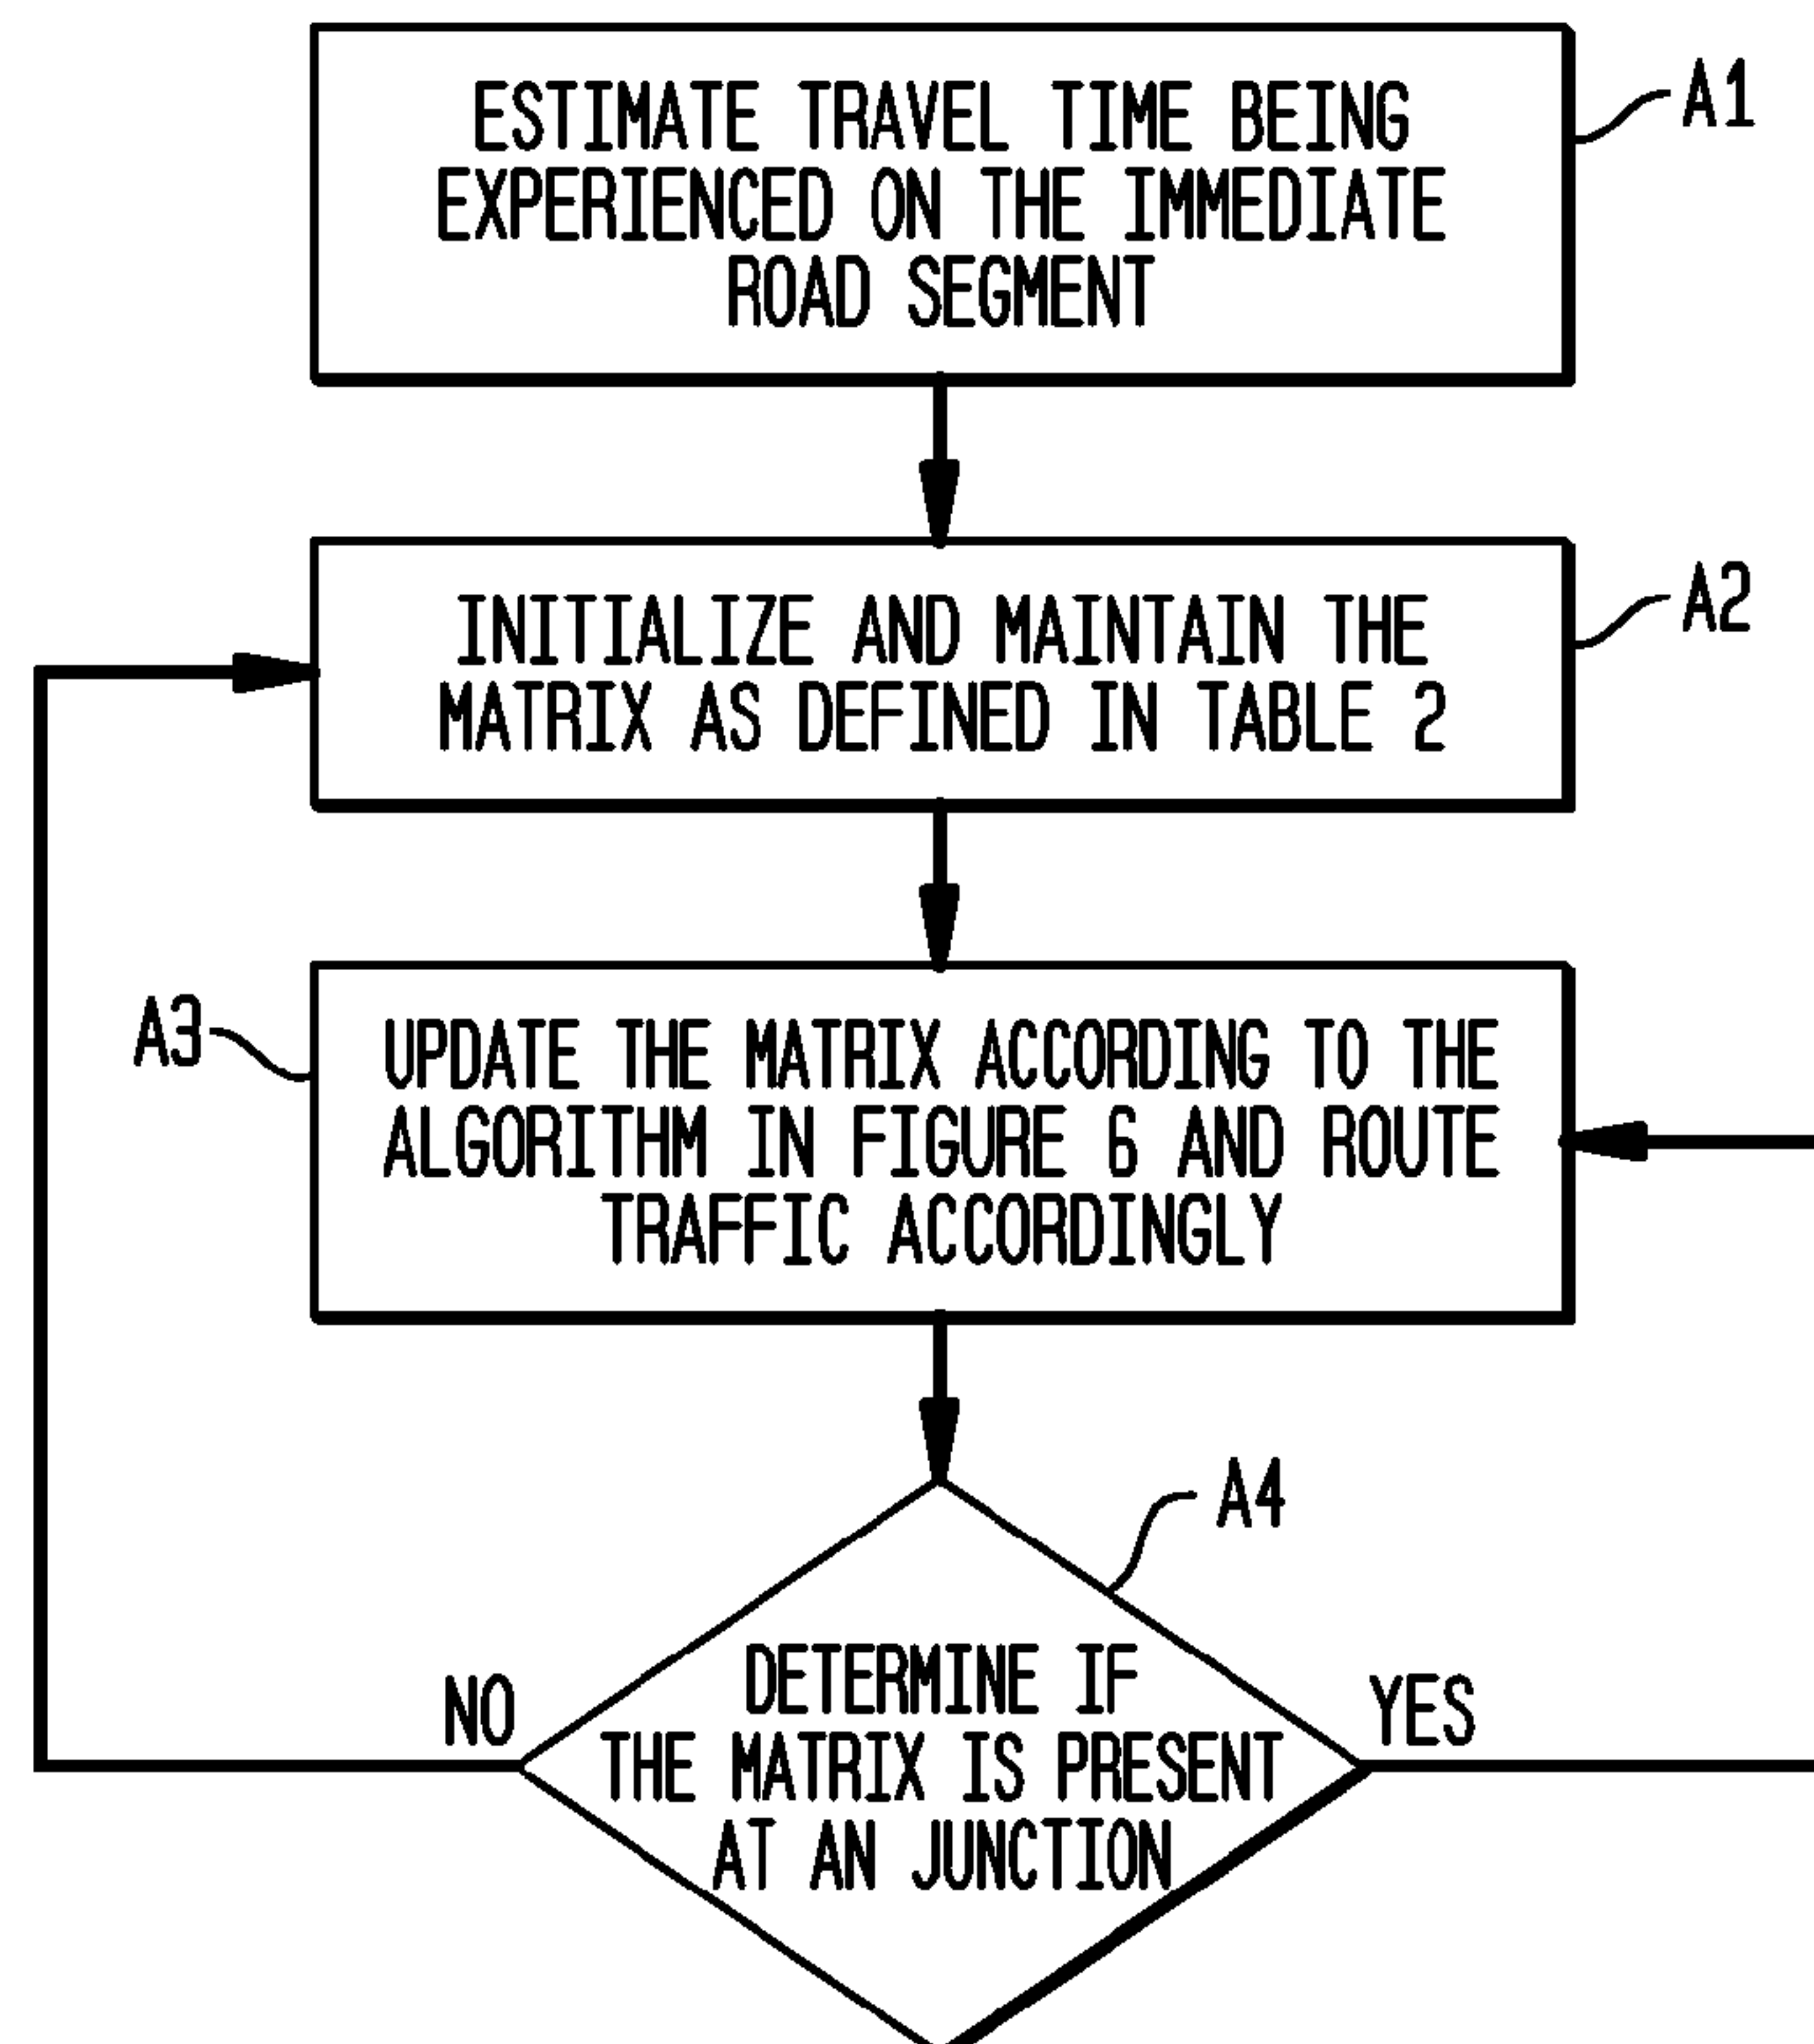 ESTIMATE TRAVEL TIME BEING
EXPERIENCED ON THE IMMEDIATE
ROAD SEGMENT
A1
INITIALIZE AND MAINTAIN THE
MATRIX AS DEFINED IN TABLE 2
A2
A3
UPDATE THE MATRIX ACCORDING TO THE
ALGORITHM IN FIGURE 6 AND ROUTE
TRAFFIC ACCORDINGLY
A4
DETERMINE IF
THE MATRIX IS PRESENT
AT AN JUNCTION
NO
YES